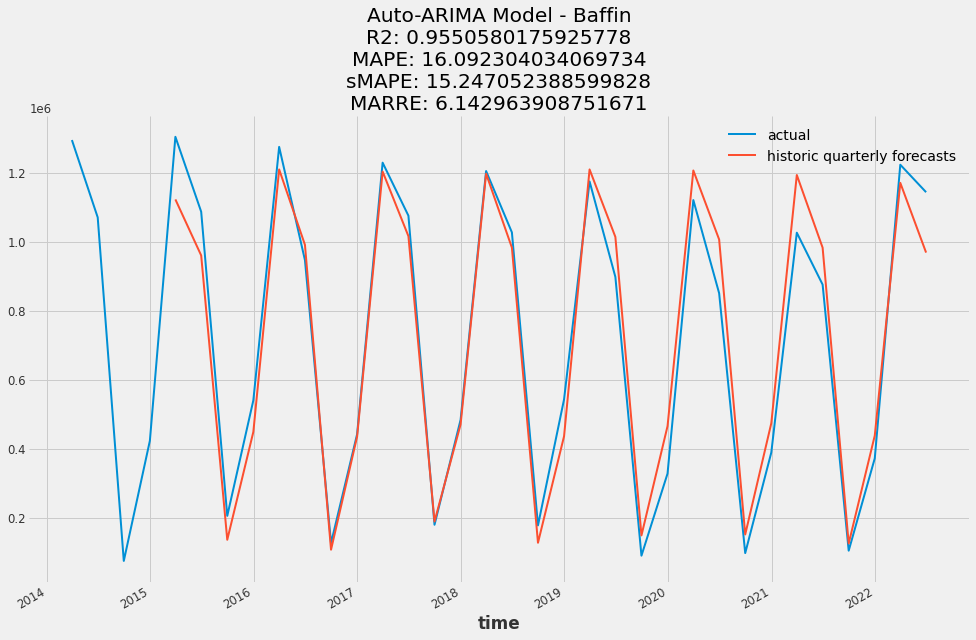 Auto-ARIMA Model - Baffin
R2: 0.9550580175925778
MAPE: 16.092304034069734
sMAPE: 15.247052388599828
MARRE: 6.142963908751671
1e6
actual
historic quarterly forecasts
1.2
1.0
0.8
0.6
0.4
0.2
2014 2015 2016 2017 2018 2019 2020 2021 2022
time